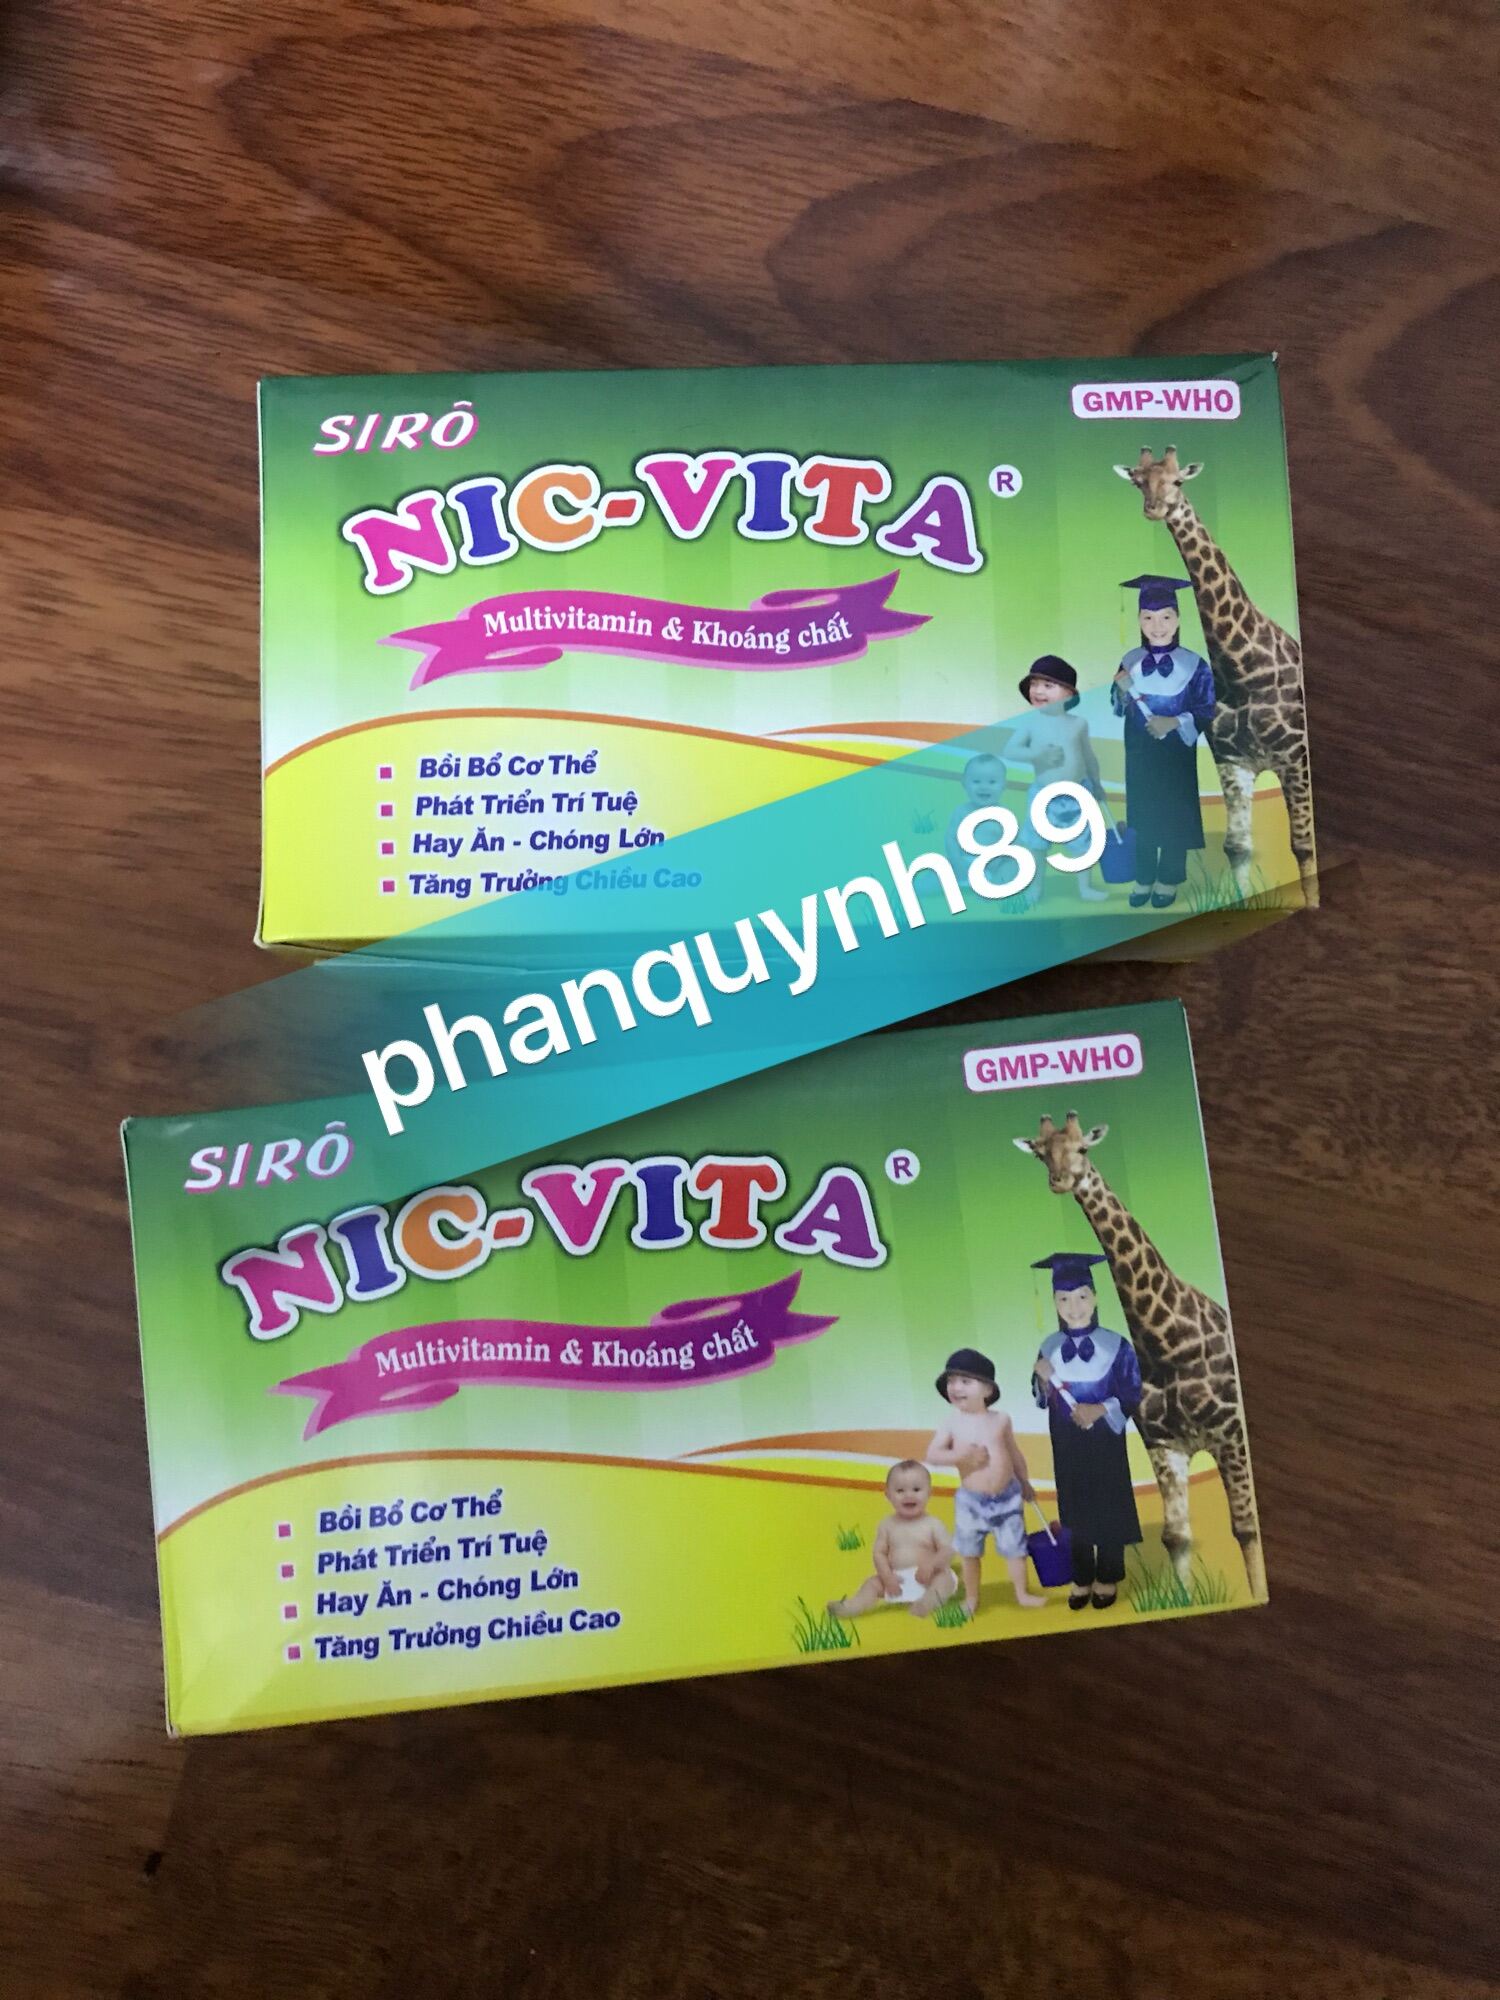 SIRÔ
GMP-WHO
NIC-VITA ®
Multivitamin & Khoáng chất
Bồi Bổ Cơ Thể
Phát Triển Trí Tuệ
Hay Ăn - Chóng Lớn
Tăng Trưởng Chiều Cao
phanquynh89
SIRÔ
GMP-WHO
NIC-VITA ®
Multivitamin & Khoáng chất
Bồi Bổ Cơ Thể
Phát Triển Trí Tuệ
Hay Ăn - Chóng Lớn
Tăng Trưởng Chiều Cao